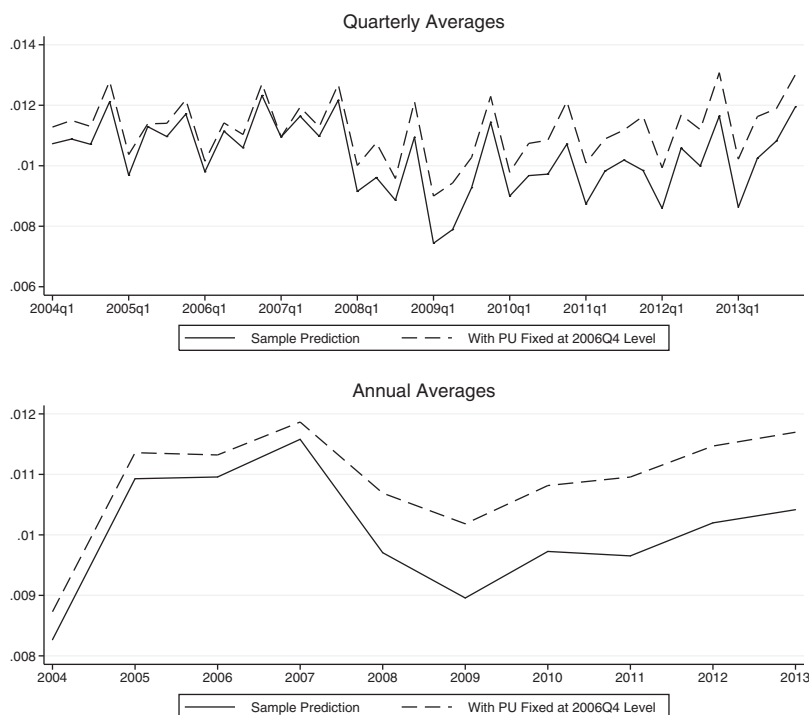 Quarterly Averages
.014
.012
.01
.008
.006
2004q1 2005q1 2006q1 2007q1 2008q1 2009q1 2010q1 2011q1 2012q1 2013q1
Sample Prediction With PU Fixed at 2006Q4 Level
Annual Averages
.012
.011
.01
.009
.008
2004 2005 2006 2007 2008 2009 2010 2011 2012 2013
Sample Prediction With PU Fixed at 2006Q4 Level